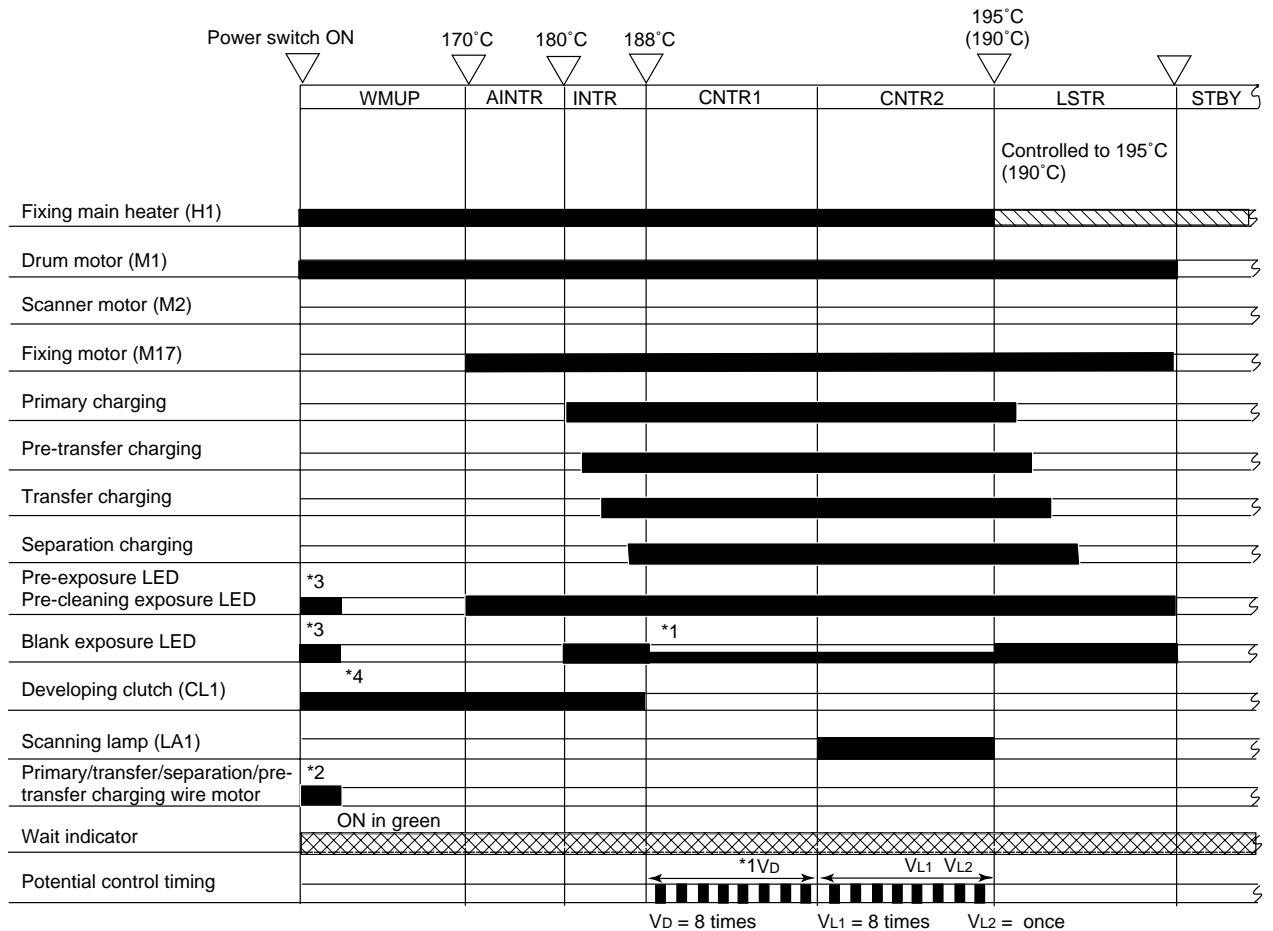 195˚C
Power switch ON 170˚C 180˚C 188˚C (190˚C)
WMUP AINTR INTR CNTR1 CNTR2 LSTR STBY
Controlled to 195˚C
(190˚C)
Fixing main heater (H1)
Drum motor (M1)
Scanner motor (M2)
Fixing motor (M17)
Primary charging
Pre-transfer charging
Transfer charging
Separation charging
Pre-exposure LED *3
Pre-cleaning exposure LED
Blank exposure LED *3 *1
*4
Developing clutch (CL1)
Scanning lamp (LA1)
Primary/transfer/separation/pre- *2
transfer charging wire motor
ON in green
Wait indicator
Potential control timing *1VD VL1 VL2
VD = 8 times VL1 = 8 times VL2 = once